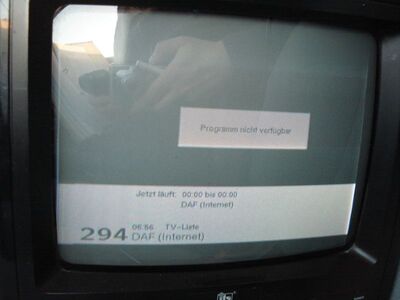 Programm nicht verfügbar
Jetzt läuft: 00:00 bis 00:00
DAF (Internet)
06:56 TV-Liste
294 DAF (Internet)